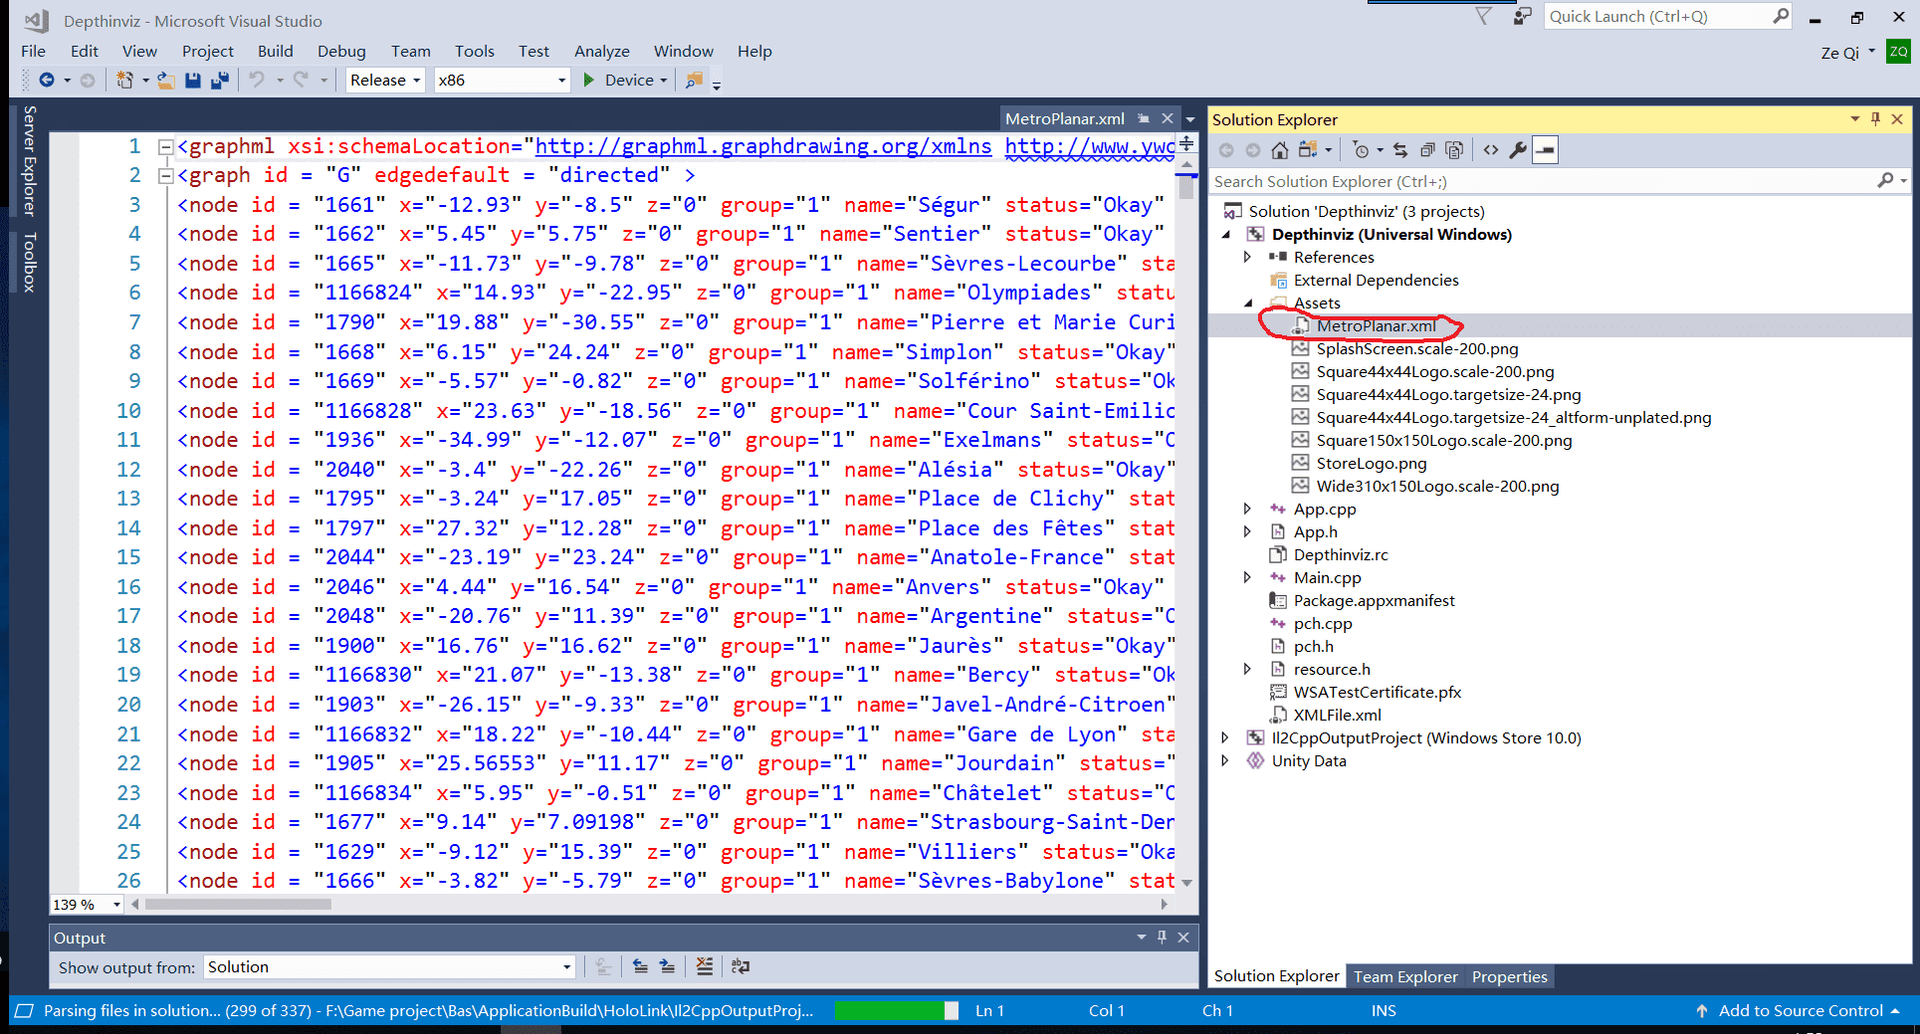 Depthinviz - Microsoft Visual Studio
Quick Launch (Ctrl+Q)
File Edit View Project Build Debug Team Tools Test Analyze Window Help
Ze Qi ZQ
Release x86 Device
Server Explorer
Toolbox
MetroPlanar.xml
1 <graphml xsi:schemaLocation="http://graphml.graphdrawing.org/xmlns http://www.ywo
2 <graph id = "G" edgedefault = "directed" >
3 <node id = "1661" x="-12.93" y="-8.5" z="0" group="1" name="Ségur" status="Okay"
4 <node id = "1662" x="5.45" y="5.75" z="0" group="1" name="Sentier" status="Okay"
5 <node id = "1665" x="-11.73" y="-9.78" z="0" group="1" name="Sèvres-Lecourbe" sta
6 <node id = "1166824" x="14.93" y="-22.95" z="0" group="1" name="Olympiades" statu
7 <node id = "1790" x="19.88" y="-30.55" z="0" group="1" name="Pierre et Marie Curi
8 <node id = "1668" x="6.15" y="24.24" z="0" group="1" name="Simplon" status="Okay"
9 <node id = "1669" x="-5.57" y="-0.82" z="0" group="1" name="Solférino" status="Ok
10 <node id = "1166828" x="23.63" y="-18.56" z="0" group="1" name="Cour Saint-Emilic
11 <node id = "1936" x="-34.99" y="-12.07" z="0" group="1" name="Exelmans" status="O
12 <node id = "2040" x="-3.4" y="-22.26" z="0" group="1" name="Alésia" status="Okay"
13 <node id = "1795" x="-3.24" y="17.05" z="0" group="1" name="Place de Clichy" stat
14 <node id = "1797" x="27.32" y="12.28" z="0" group="1" name="Place des Fêtes" stat
15 <node id = "2044" x="-23.19" y="23.24" z="0" group="1" name="Anatole-France" stat
16 <node id = "2046" x="4.44" y="16.54" z="0" group="1" name="Anvers" status="Okay"
17 <node id = "2048" x="-20.76" y="11.39" z="0" group="1" name="Argentine" status="O
18 <node id = "1900" x="16.76" y="16.62" z="0" group="1" name="Jaurès" status="Okay"
19 <node id = "1166830" x="21.07" y="-13.38" z="0" group="1" name="Bercy" status="Ok
20 <node id = "1903" x="-26.15" y="-9.33" z="0" group="1" name="Javel-André-Citroen"
21 <node id = "1166832" x="18.22" y="-10.44" z="0" group="1" name="Gare de Lyon" sta
22 <node id = "1905" x="25.56553" y="11.17" z="0" group="1" name="Jourdain" status="
23 <node id = "1166834" x="5.95" y="-0.51" z="0" group="1" name="Châtelet" status="O
24 <node id = "1677" x="9.14" y="7.09198" z="0" group="1" name="Strasbourg-Saint-Der
25 <node id = "1629" x="-9.12" y="15.39" z="0" group="1" name="Villiers" status="Oka
26 <node id = "1666" x="-3.82" y="-5.79" z="0" group="1" name="Sèvres-Babylone" stat
139 %
Output
Show output from: Solution
Solution Explorer
Search Solution Explorer (Ctrl+;)
Solution 'Depthinviz' (3 projects)
Depthinviz (Universal Windows)
References
External Dependencies
Assets
MetroPlanar.xml
SplashScreen.scale-200.png
Square44x44Logo.scale-200.png
Square44x44Logo.targetsize-24.png
Square44x44Logo.targetsize-24_altform-unplated.png
Square150x150Logo.scale-200.png
StoreLogo.png
Wide310x150Logo.scale-200.png
App.cpp
App.h
Depthinviz.rc
Main.cpp
Package.appxmanifest
pch.cpp
pch.h
resource.h
WSATestCertificate.pfx
XMLFile.xml
Il2CppOutputProject (Windows Store 10.0)
Unity Data
Solution Explorer Team Explorer Properties
Parsing files in solution... (299 of 337) - F:\Game project\Bas\ApplicationBuild\HoloLink\Il2CppOutputProj... Ln 1 Col 1 Ch 1 INS Add to Source Control